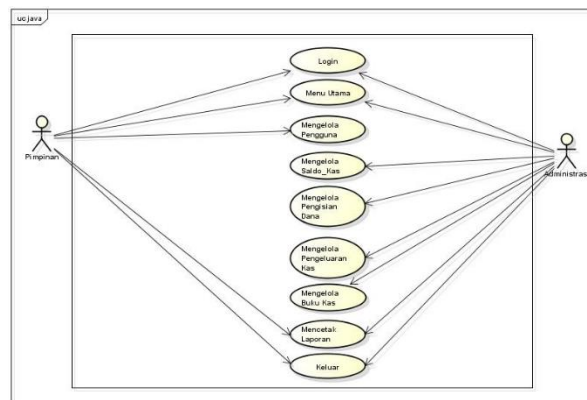 uc java
Login
Menu Utama
Mengelola
Pengguna
Pimpinan
Mengelola
Saldo_Kas
Administrasi
Mengelola
Pengisian
Dana
Mengelola
Pengeluaran
Kas
Mengelola
Buku Kas
Mencetak
Laporan
Keluar